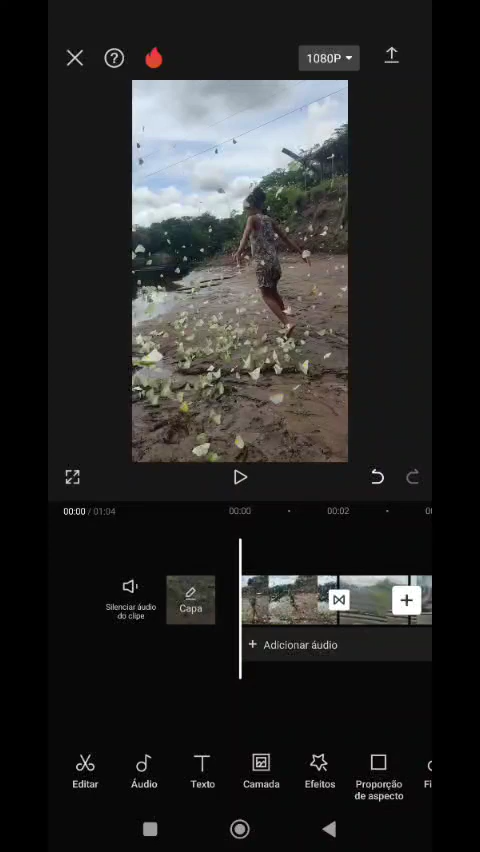 1080P
00:00 / 01:04
00:00
00:02
Silenciar áudio
do clipe
Capa
+ Adicionar áudio
Editar
Áudio
Texto
Camada
Efeitos
Proporção
de aspecto